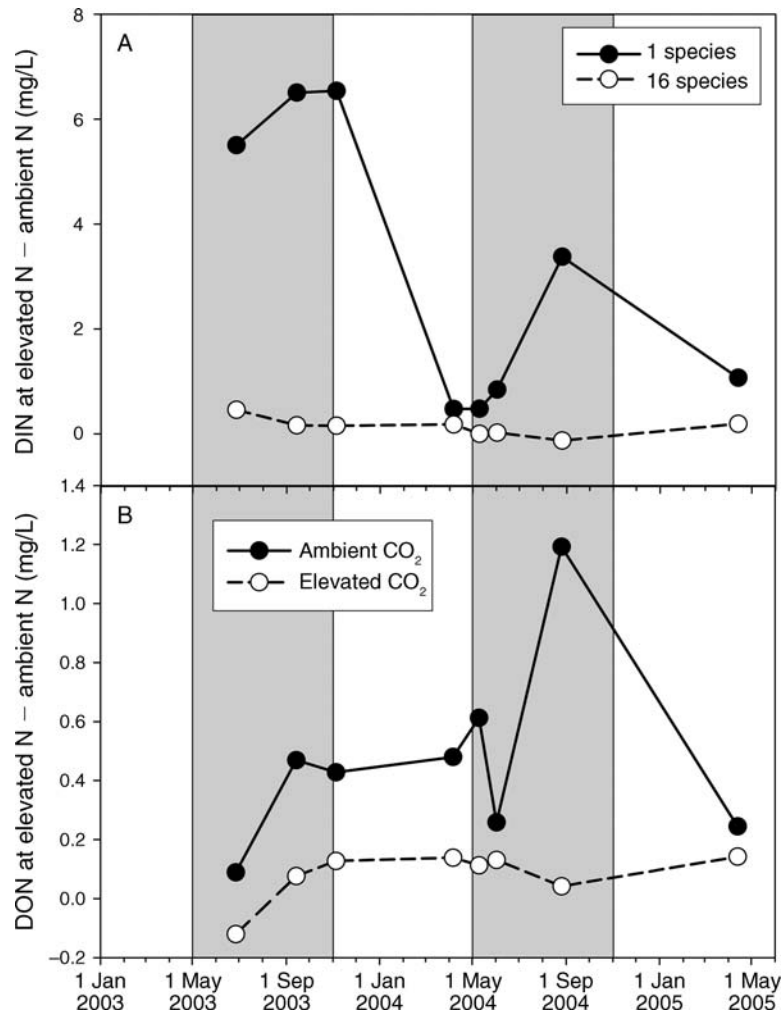 A
1 species
16 species
DIN at elevated N − ambient N (mg/L)
8
6
4
2
0
B
Ambient CO₂
Elevated CO₂
DON at elevated N − ambient N (mg/L)
1.4
1.2
1.0
0.8
0.6
0.4
0.2
0.0
−0.2
1 Jan 1 May 1 Sep 1 Jan 1 May 1 Sep 1 Jan 1 May
2003 2003 2003 2004 2004 2004 2005 2005